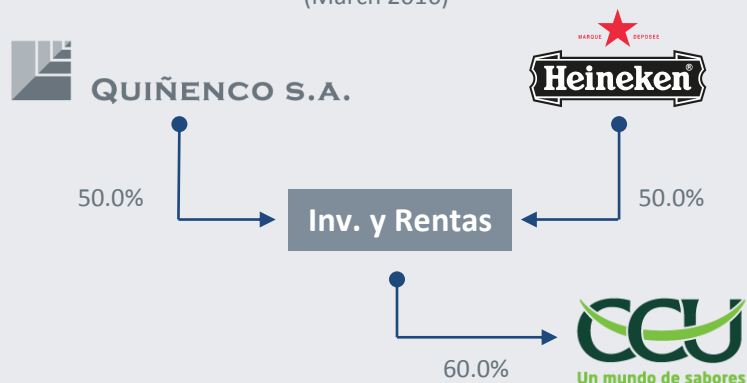 (March 2016)
QUIÑENCO S.A.
MARQUE DEPOSEE
Heineken®
50.0%
50.0%
Inv. y Rentas
60.0%
CCU
Un mundo de sabores